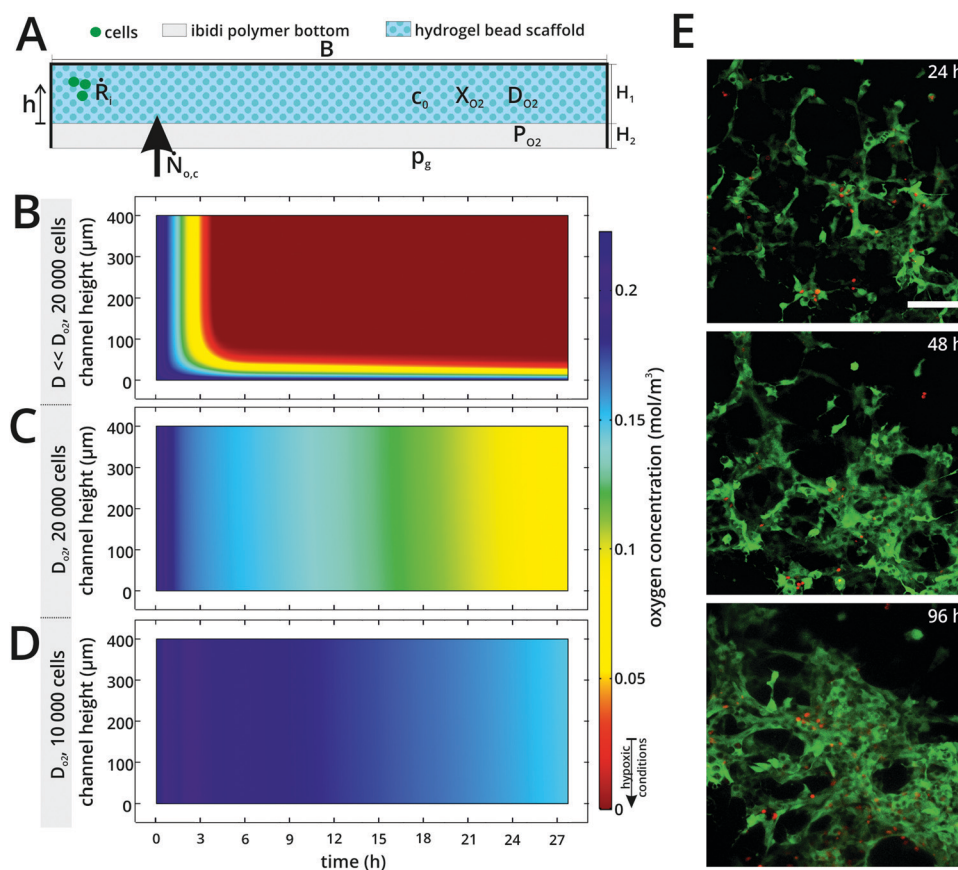 A
cells
ibidi polymer bottom
hydrogel bead scaffold
B
h
Ṙi
c0 XO2 DO2
H1
PO2
H2
Ṅo,c
pg
B
D << Do2, 20 000 cells
channel height (µm)
400
300
200
100
0
C
Do2, 20 000 cells
channel height (µm)
400
300
200
100
0
D
Do2, 10 000 cells
channel height (µm)
400
300
200
100
0
0 3 6 9 12 15 18 21 24 27
time (h)
oxygen concentration (mol/m³)
0.2
0.15
0.1
0.05
0
hypoxic
conditions
E
24 h
48 h
96 h